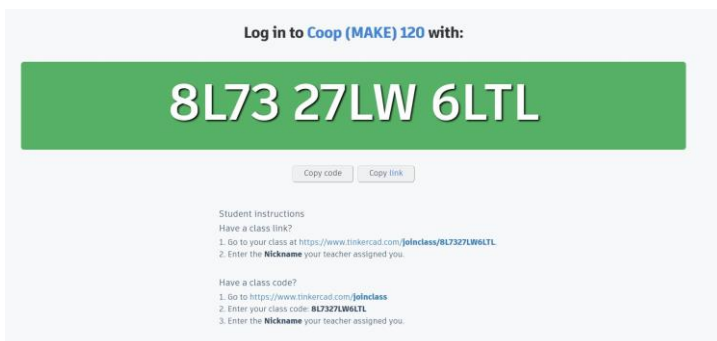 Log in to Coop (MAKE) 120 with:
8L73 27LW 6LTL
Copy code Copy link
Student instructions
Have a class link?
1. Go to your class at https://www.tinkercad.com/joinclass/8L7327LW6LTL.
2. Enter the Nickname your teacher assigned you.
Have a class code?
1. Go to https://www.tinkercad.com/joinclass
2. Enter your class code: 8L7327LW6LTL
3. Enter the Nickname your teacher assigned you.